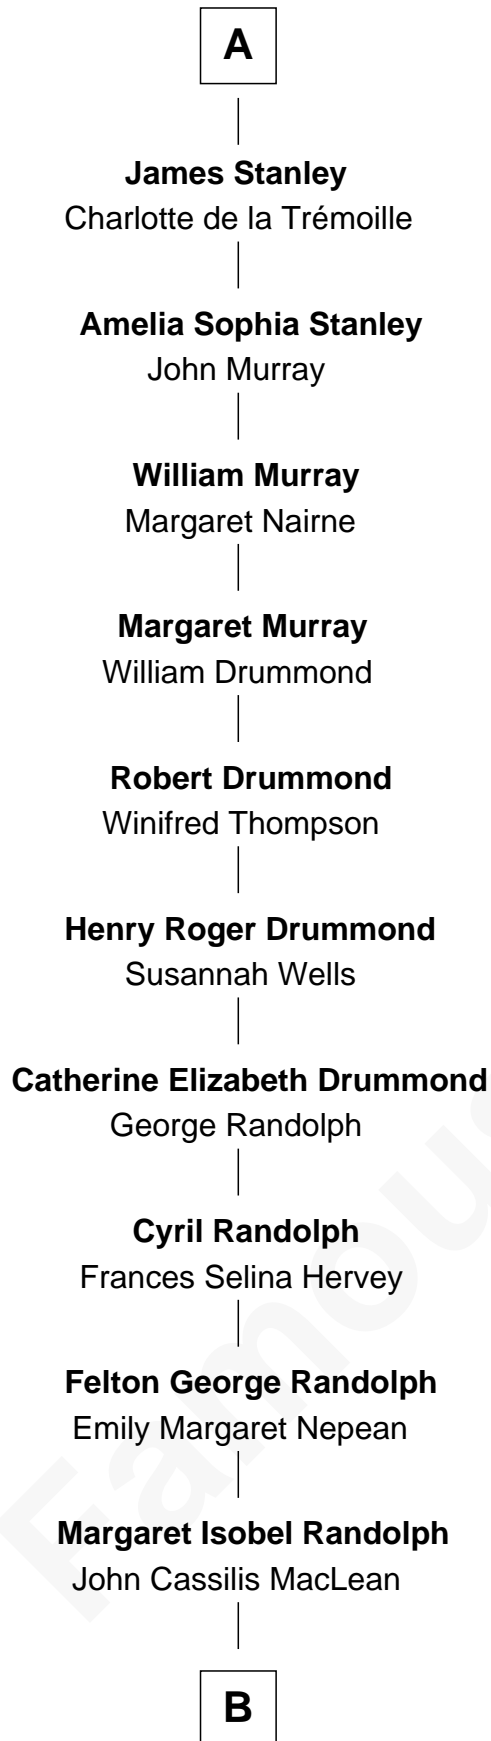 A
James Stanley
Charlotte de la Trémoille
Amelia Sophia Stanley
John Murray
William Murray
Margaret Nairne
Margaret Murray
William Drummond
Robert Drummond
Winifred Thompson
Henry Roger Drummond
Susannah Wells
Catherine Elizabeth Drummond
George Randolph
Cyril Randolph
Frances Selina Hervey
Felton George Randolph
Emily Margaret Nepean
Margaret Isobel Randolph
John Cassilis MacLean
B
Famous